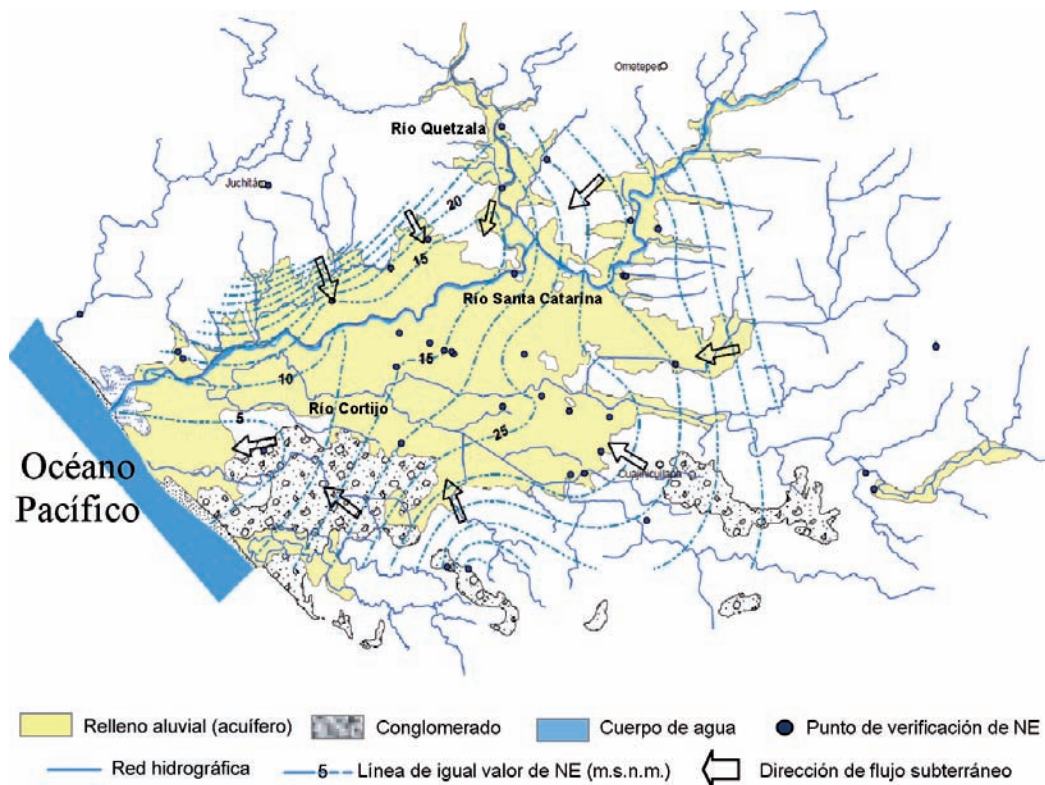 Ometepec
Río Quetzala
Juchitán
20
15
Río Santa Catarina
15
10
Río Cortijo
5
25
Cuajinicuilapa
Océano
Pacífico
Relleno aluvial (acuífero)
Conglomerado
Cuerpo de agua
Punto de verificación de NE
Red hidrográfica
5
Línea de igual valor de NE (m.s.n.m.)
Dirección de flujo subterráneo